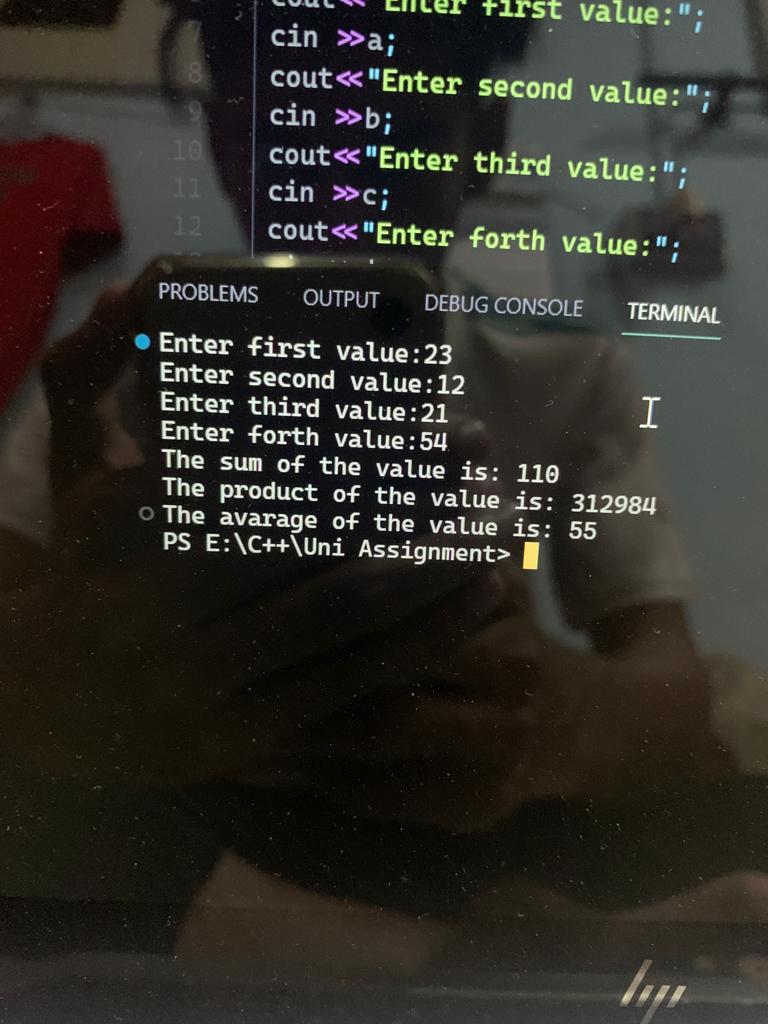 cout<< "Enter first value:";
7 cin >>a;
8 cout<<"Enter second value:";
9 cin >>b;
10 cout<<"Enter third value:";
11 cin >>c;
12 cout<<"Enter forth value:";
PROBLEMS OUTPUT DEBUG CONSOLE TERMINAL
Enter first value:23
Enter second value:12
Enter third value:21
Enter forth value:54
The sum of the value is: 110
The product of the value is: 312984
The avarage of the value is: 55
PS E:\C++\Uni Assignment>
hp